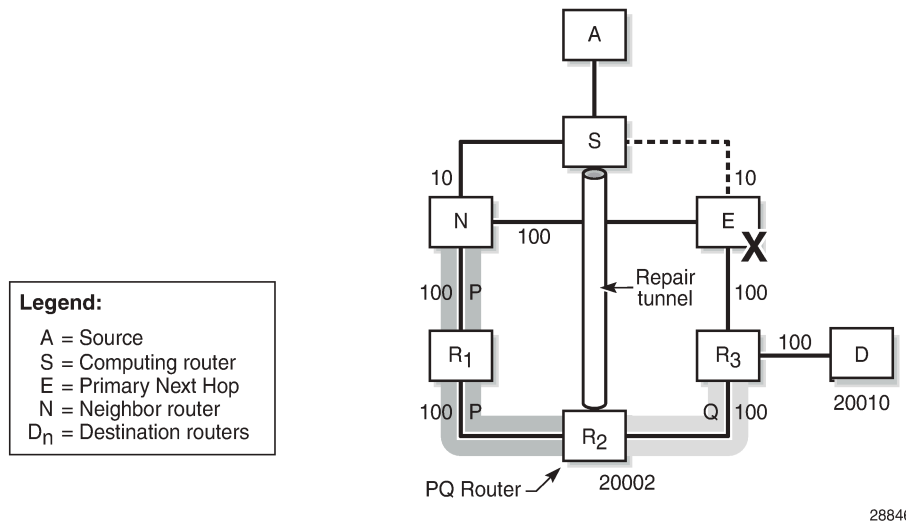 A
S
10
10
N
E
X
100
Repair
tunnel
100 P
100
R1
R3
100
D
100 P
Q 100
20010
R2
PQ Router
20002
Legend:
A = Source
S = Computing router
E = Primary Next Hop
N = Neighbor router
Dn = Destination routers
28846